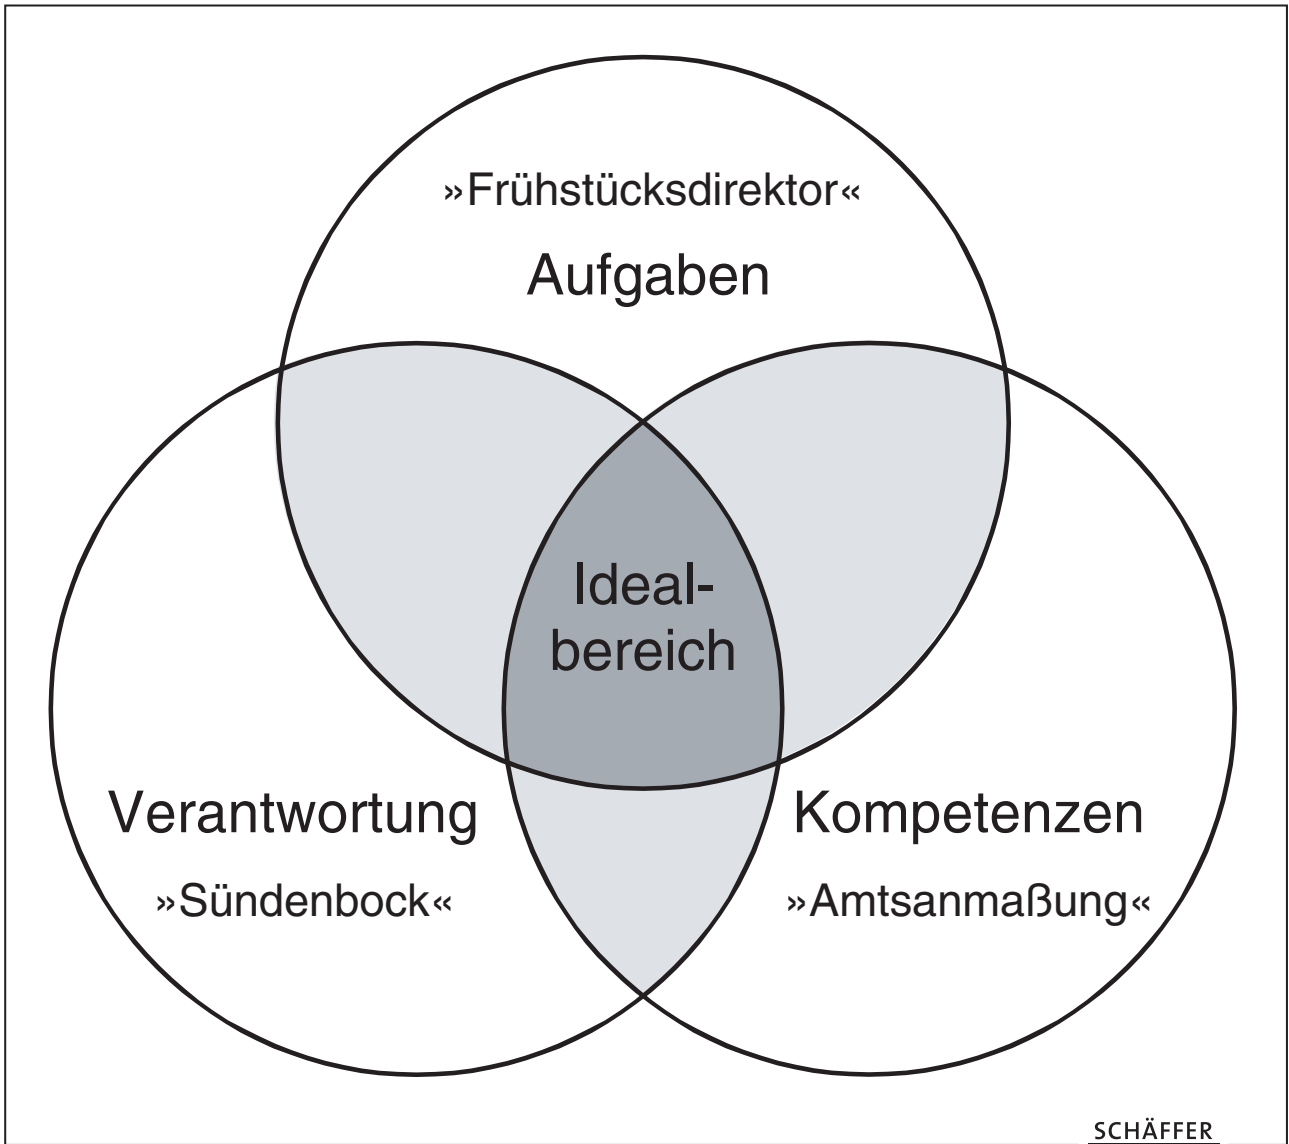 »Frühstücksdirektor«
Aufgaben
Ideal-
bereich
Verantwortung
Kompetenzen
»Sündenbock«
»Amtsanmaßung«
SCHÄFFER